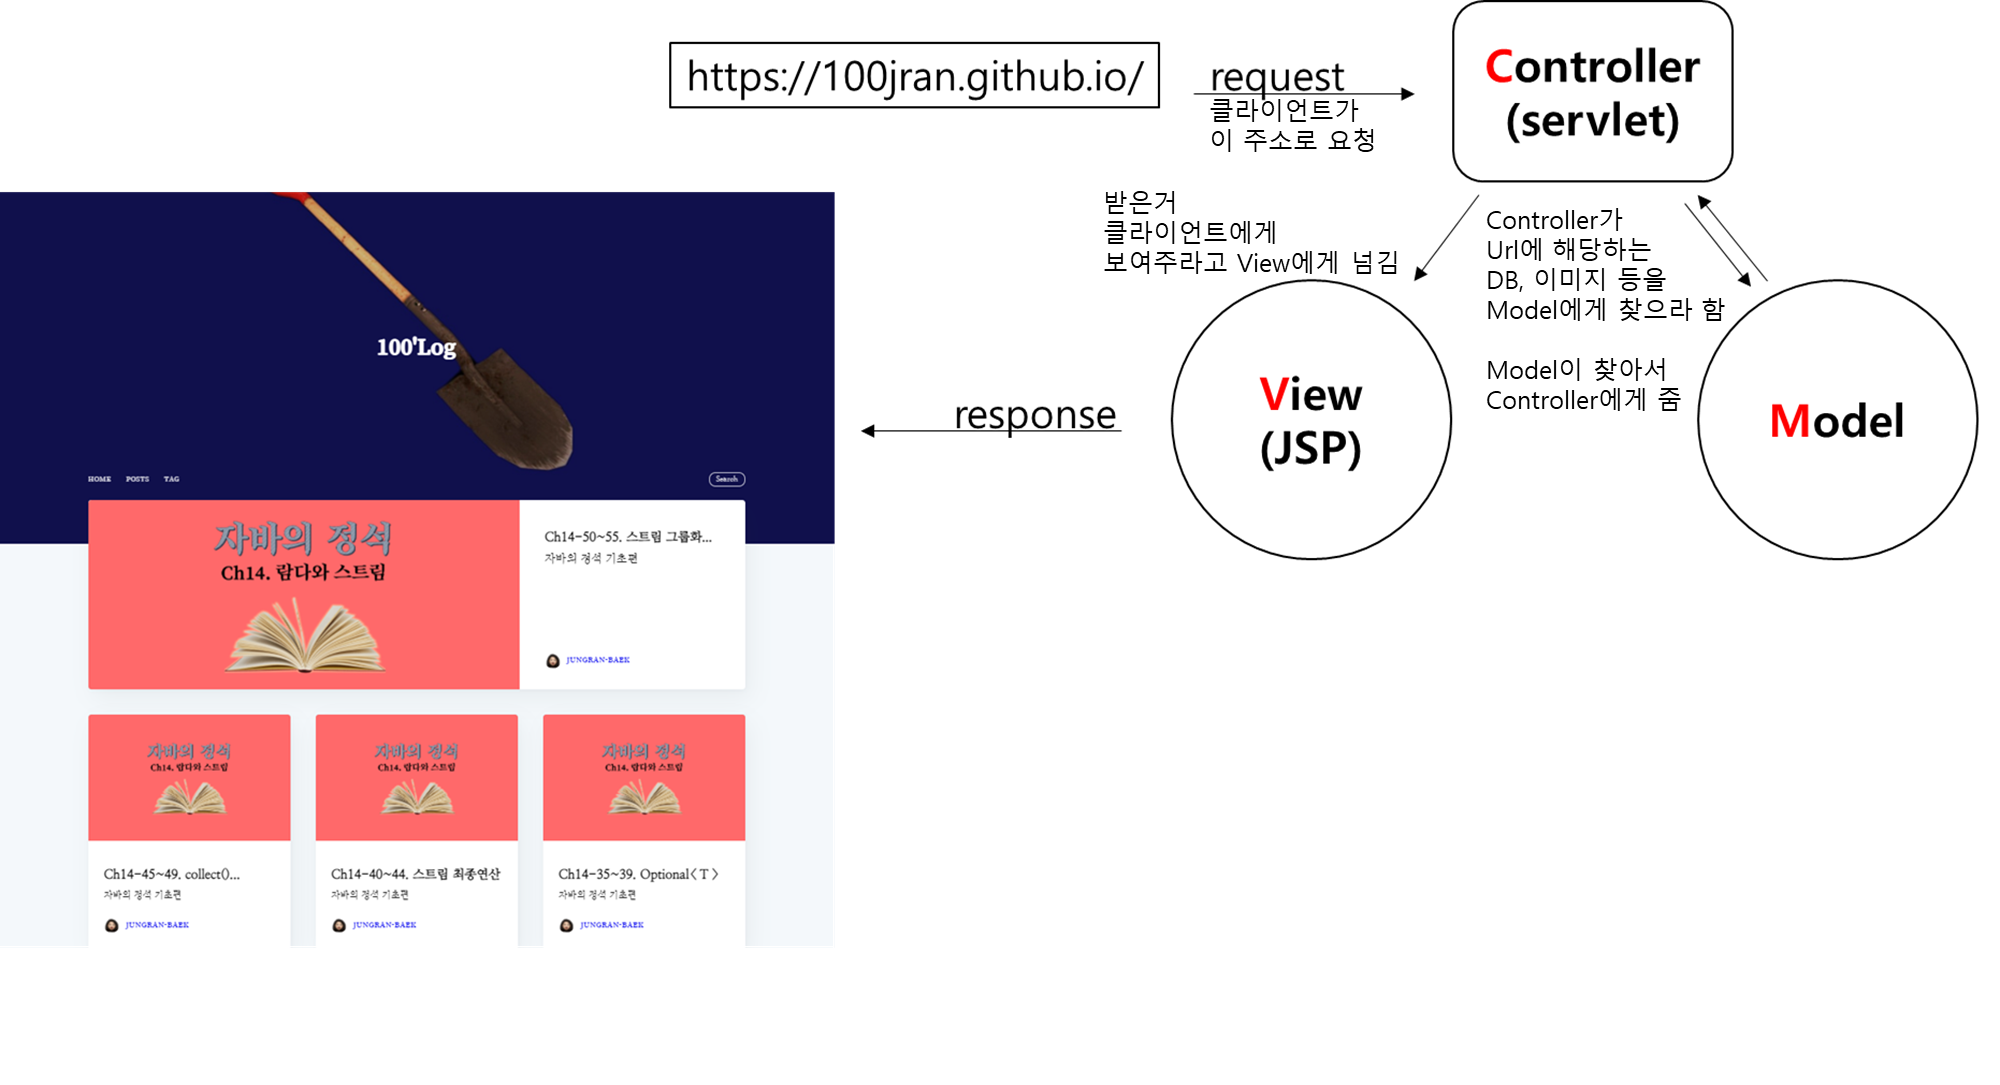 https://100jran.github.io/
request
클라이언트가
이 주소로 요청
Controller
(servlet)
받은거
클라이언트에게
보여주라고 View에게 넘김
Controller가
Url에 해당하는
DB, 이미지 등을
Model에게 찾으라 함
Model이 찾아서
Controller에게 줌
View
(JSP)
Model
response
100'Log
HOME POSTS TAG
Search
자바의 정석
Ch14. 람다와 스트림
Ch14-50~55. 스트림 그룹화...
자바의 정석 기초편
JUNGRAN-BAEK
자바의 정석
Ch14. 람다와 스트림
Ch14-45~49. collect()...
자바의 정석 기초편
JUNGRAN-BAEK
자바의 정석
Ch14. 람다와 스트림
Ch14-40~44. 스트림 최종연산
자바의 정석 기초편
JUNGRAN-BAEK
자바의 정석
Ch14. 람다와 스트림
Ch14-35~39. Optional< T >
자바의 정석 기초편
JUNGRAN-BAEK